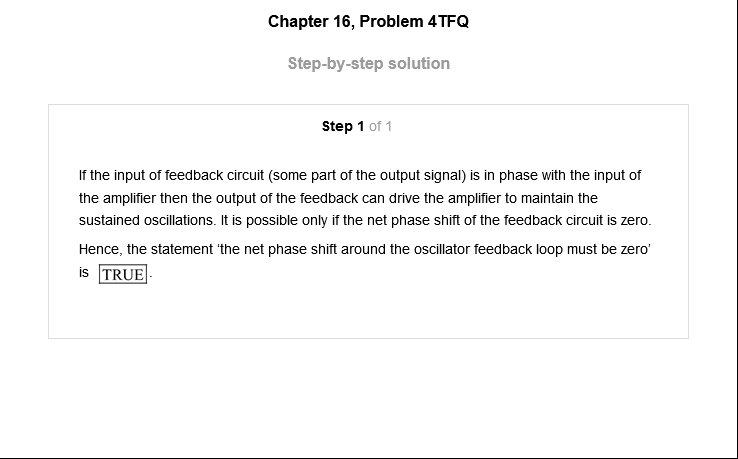 Chapter 16, Problem 4TFQ
Step-by-step solution
Step 1 of 1
If the input of feedback circuit (some part of the output signal) is in phase with the input of
the amplifier then the output of the feedback can drive the amplifier to maintain the
sustained oscillations. It is possible only if the net phase shift of the feedback circuit is zero.
Hence, the statement ‘the net phase shift around the oscillator feedback loop must be zero’
is TRUE.